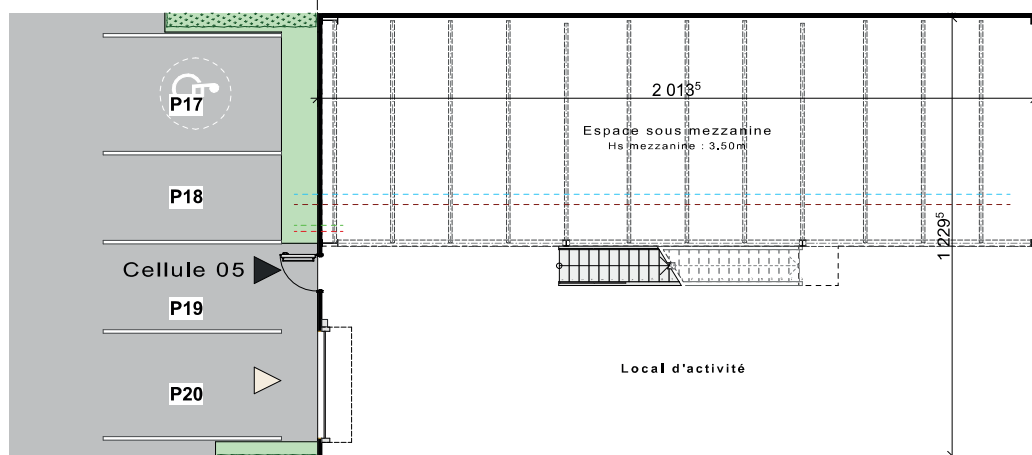 2 013⁵
P17
Espace sous mezzanine
Hs mezzanine : 3.50m
P18
1 229⁵
Cellule 05
P19
Local d'activité
P20